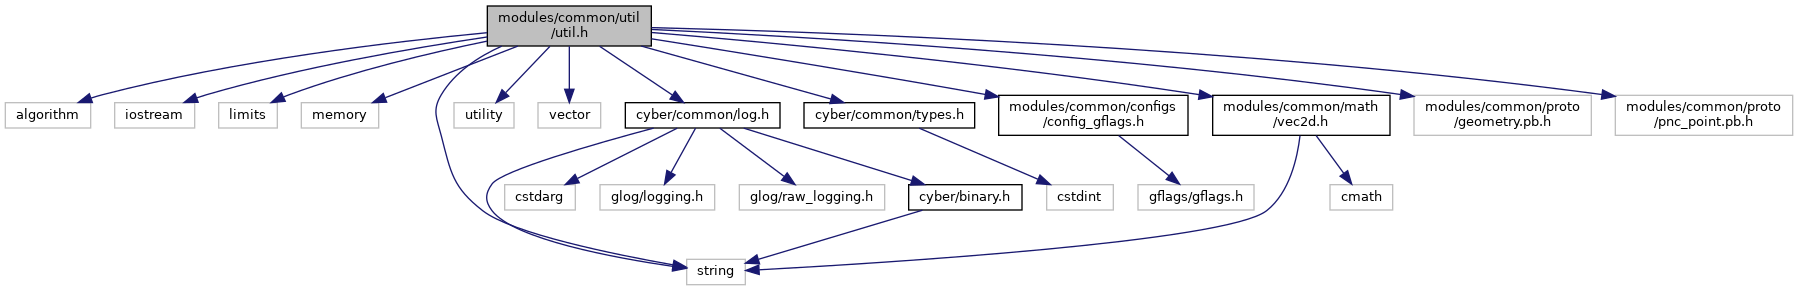 modules/common/util
/util.h
algorithm
iostream
limits
memory
utility
vector
cyber/common/log.h
cyber/common/types.h
modules/common/configs
/config_gflags.h
modules/common/math
/vec2d.h
modules/common/proto
/geometry.pb.h
modules/common/proto
/pnc_point.pb.h
cstdarg
glog/logging.h
glog/raw_logging.h
cyber/binary.h
cstdint
gflags/gflags.h
cmath
string